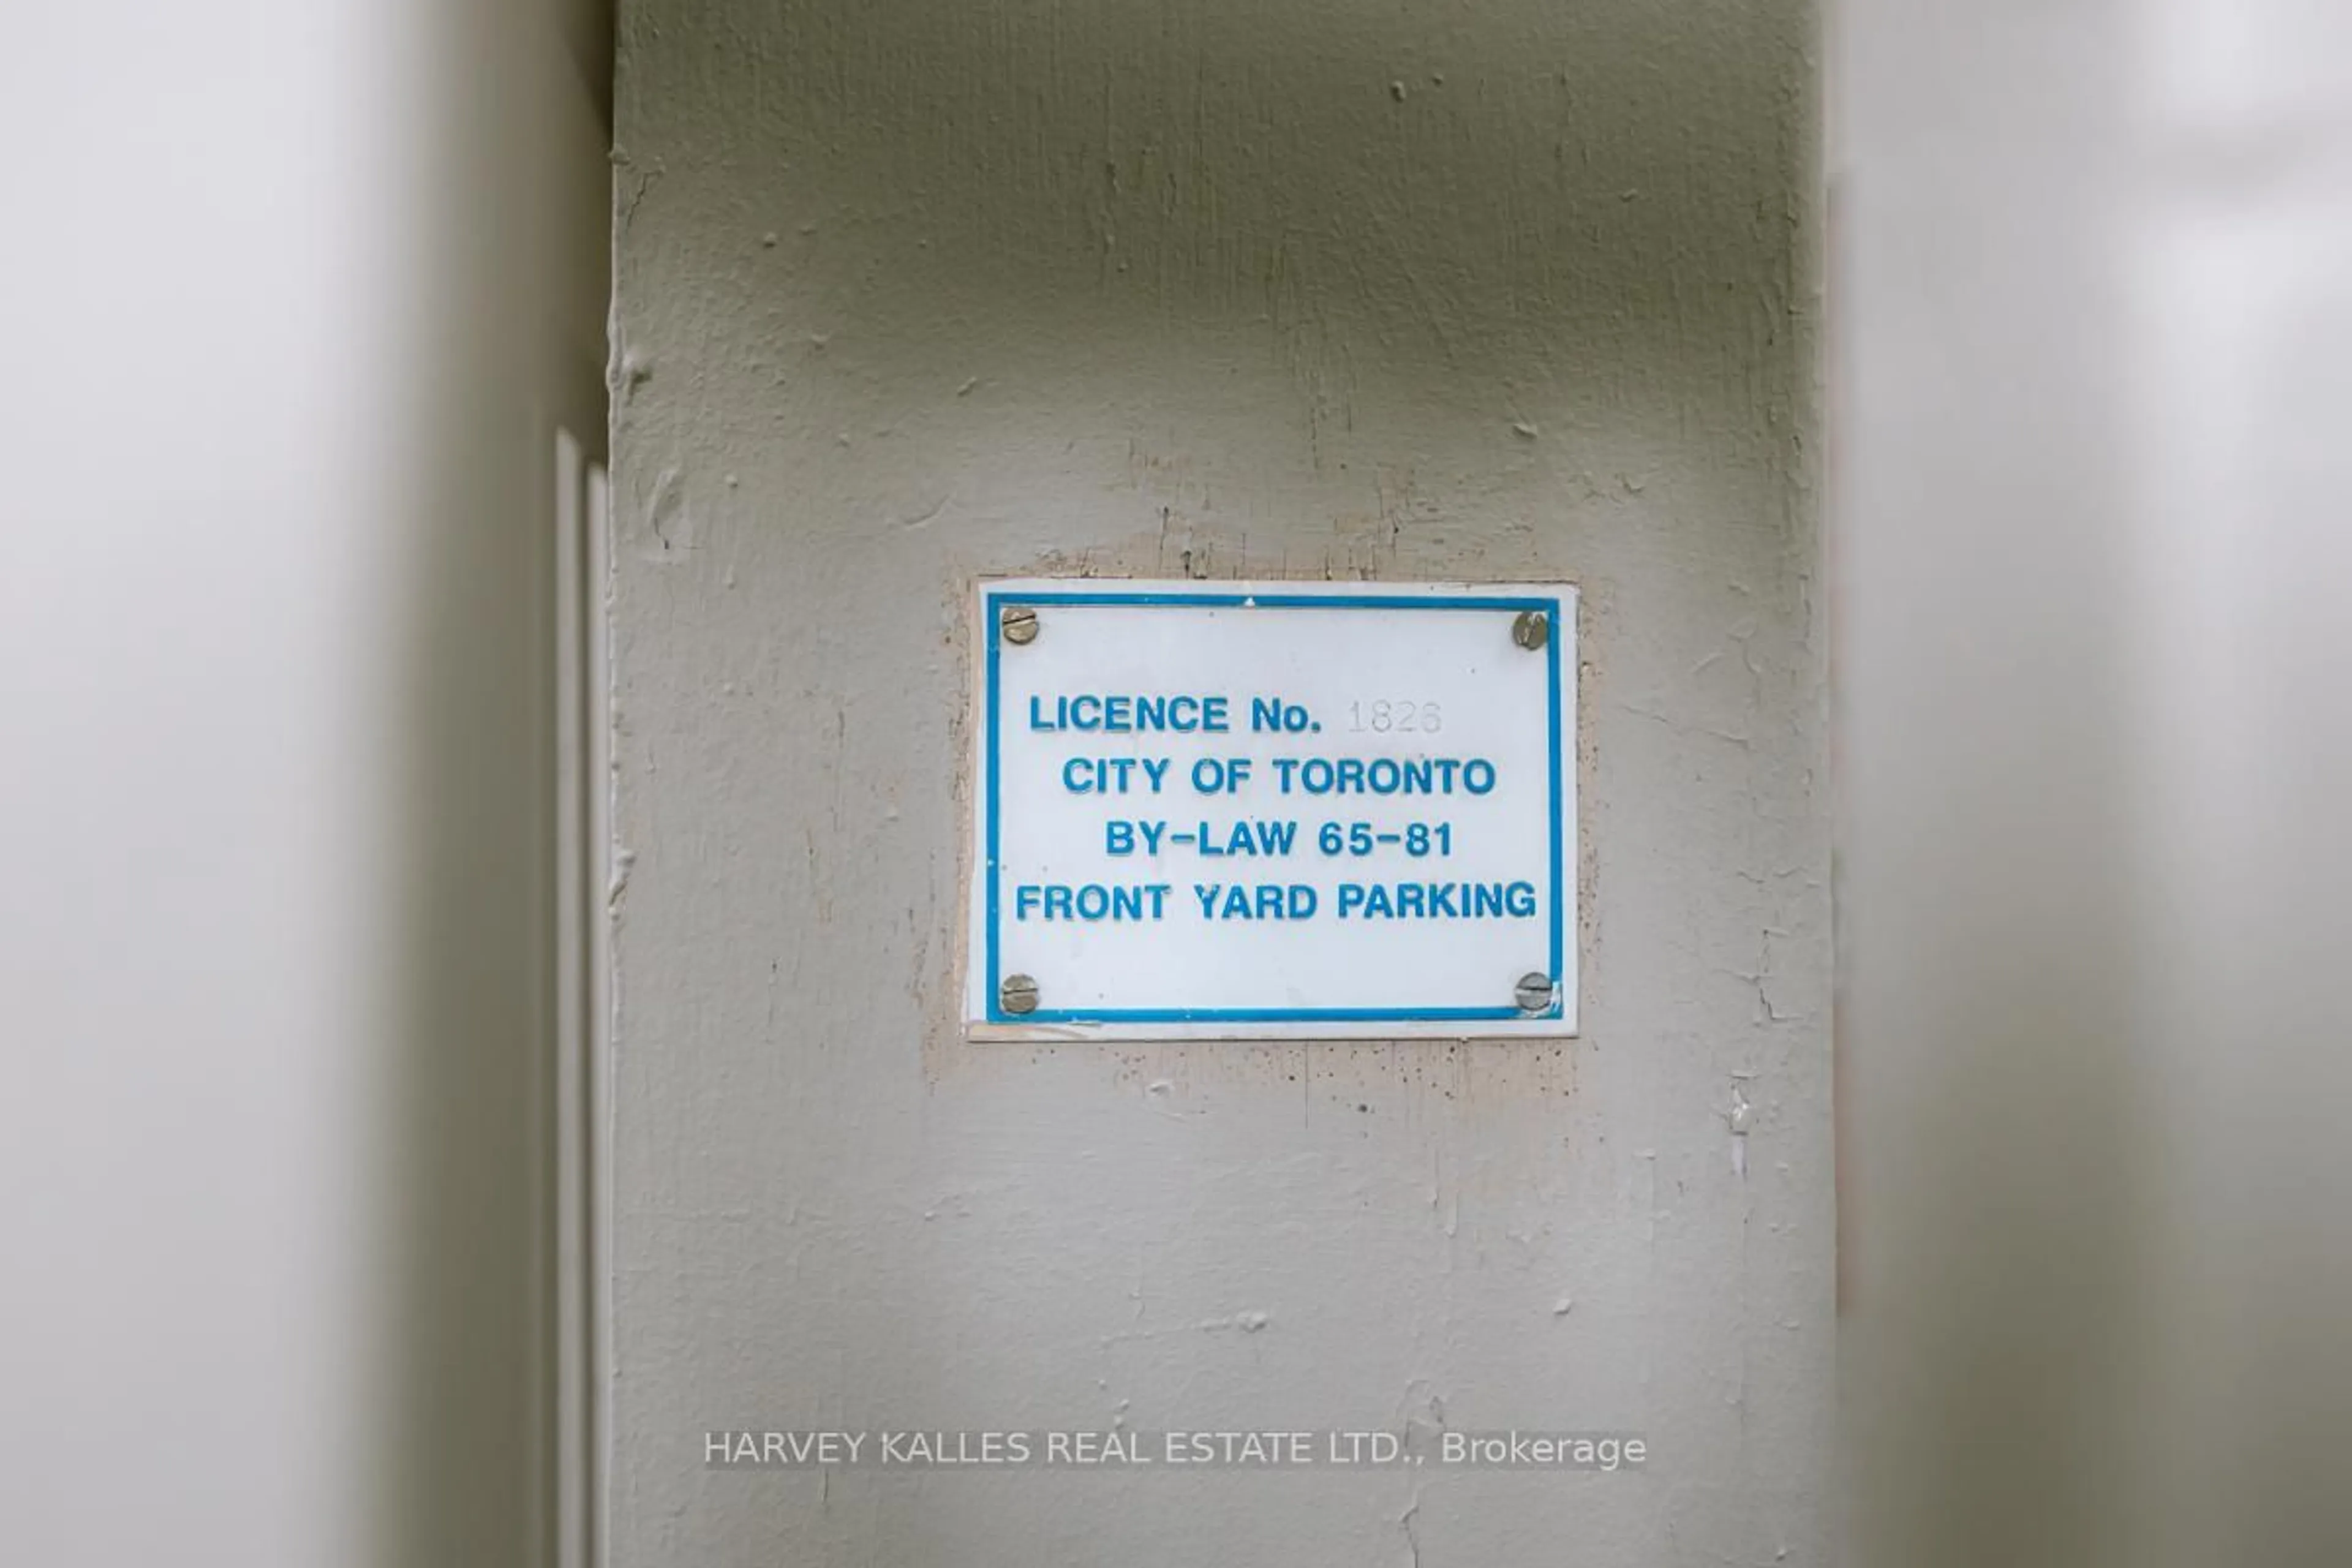 LICENCE No. 1826
CITY OF TORONTO
BY-LAW 65-81
FRONT YARD PARKING
HARVEY KALLES REAL ESTATE LTD., Brokerage